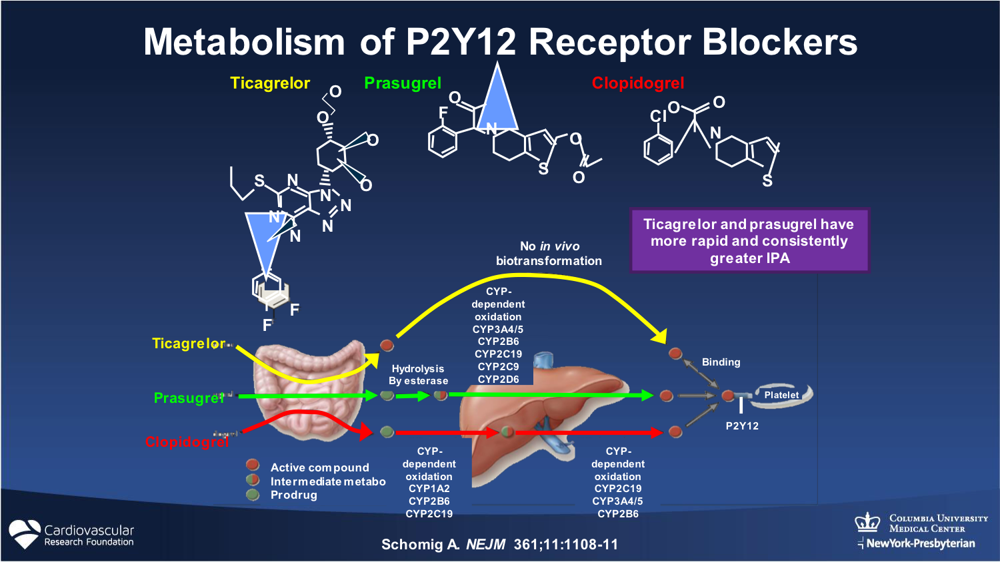 Metabolism of P2Y12 Receptor Blockers
Ticagrelor
Prasugrel
Clopidogrel
O
O
O
O
S
N
N
N
N
N
N
F
F
O
F
N
S
O
O
Cl
O
O
N
S
Ticagrelor and prasugrel have
more rapid and consistently
greater IPA
No in vivo
biotransformation
CYP-
dependent
oxidation
CYP3A4/5
CYP2B6
CYP2C19
CYP2C9
CYP2D6
Ticagrelor
Hydrolysis
By esterase
Binding
Prasugrel
Platelet
P2Y12
Clopidogrel
CYP-
dependent
oxidation
CYP1A2
CYP2B6
CYP2C19
CYP-
dependent
oxidation
CYP2C19
CYP3A4/5
CYP2B6
Active compound
Intermediate metabo
Prodrug
Cardiovascular
Research Foundation
Schomig A. NEJM 361;11:1108-11
Columbia University
Medical Center
NewYork-Presbyterian